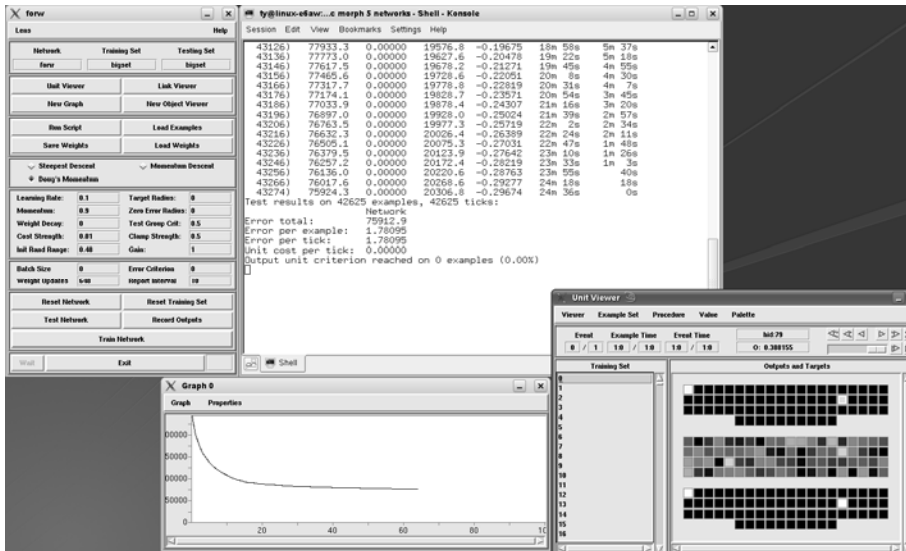 forw
Lens Help
Network Training Set Testing Set
forw bigset bigset
Unit Viewer Link Viewer
New Graph New Object Viewer
Run Script Load Examples
Save Weights Load Weights
Steepest Descent Momentum Descent
Doug's Momentum
Learning Rate: 0.1 Target Radius: 0
Momentum: 0.9 Zero Error Radius: 0
Weight Decay: 0 Test Group Crit: 0.5
Cost Strength: 0.01 Clamp Strength: 0.5
Init Rand Range: 0.40 Gain: 1
Batch Size 0 Error Criterion 0
Weight Updates 640 Report Interval 10
Reset Network Reset Training Set
Test Network Record Outputs
Train Network
Wait Exit
ty@linux-e6aw:...c morph 5 networks - Shell - Konsole
Session Edit View Bookmarks Settings Help
43126) 77933.3 0.00000 19576.8 -0.19675 18m 58s 5m 37s
43136) 77773.0 0.00000 19627.6 -0.20478 19m 22s 5m 18s
43146) 77617.5 0.00000 19678.2 -0.21271 19m 45s 4m 55s
43156) 77465.6 0.00000 19728.6 -0.22051 20m 8s 4m 30s
43166) 77317.7 0.00000 19778.8 -0.22819 20m 31s 4m 7s
43176) 77174.1 0.00000 19828.7 -0.23571 20m 54s 3m 45s
43186) 77033.9 0.00000 19878.4 -0.24307 21m 16s 3m 20s
43196) 76897.0 0.00000 19928.0 -0.25024 21m 39s 2m 57s
43206) 76763.5 0.00000 19977.3 -0.25719 22m 2s 2m 34s
43216) 76632.3 0.00000 20026.4 -0.26389 22m 24s 2m 11s
43226) 76505.1 0.00000 20075.3 -0.27031 22m 47s 1m 48s
43236) 76379.5 0.00000 20123.9 -0.27642 23m 10s 1m 26s
43246) 76257.2 0.00000 20172.4 -0.28219 23m 33s 1m 3s
43256) 76136.0 0.00000 20220.6 -0.28763 23m 55s 40s
43266) 76017.6 0.00000 20268.6 -0.29277 24m 18s 18s
43274) 75924.3 0.00000 20306.8 -0.29674 24m 36s 0s
Test results on 42625 examples, 42625 ticks:
Network
Error total: 75912.9
Error per example: 1.78095
Error per tick: 1.78095
Unit cost per tick: 0.00000
Output unit criterion reached on 0 examples (0.00%)
Shell
Graph 0
Graph Properties
00000
50000
00000
50000
0
20 40 60 80 10
Unit Viewer
Viewer Example Set Procedure Value Palette
Event Example Time Event Time hid:79
0 / 1 1:0 / 1:0 1:0 / 1:0 O: 0.308155
Training Set Outputs and Targets
0
1
2
3
4
5
6
7
8
9
10
11
12
13
14
15
16